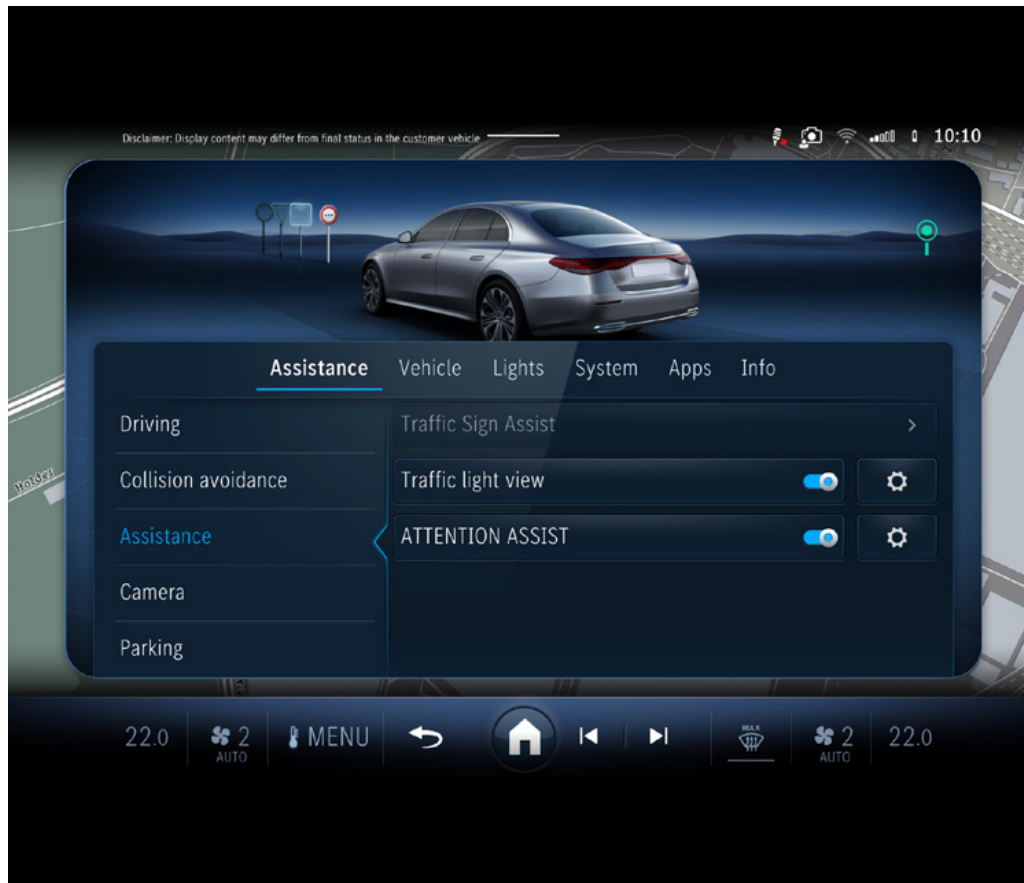 Disclaimer: Display content may differ from final status in the customer vehicle
10:10
Assistance Vehicle Lights System Apps Info
Driving
Traffic Sign Assist
Collision avoidance
Traffic light view
Holder
Assistance
ATTENTION ASSIST
Camera
Parking
22.0 2 AUTO MENU MAX 2 AUTO 22.0